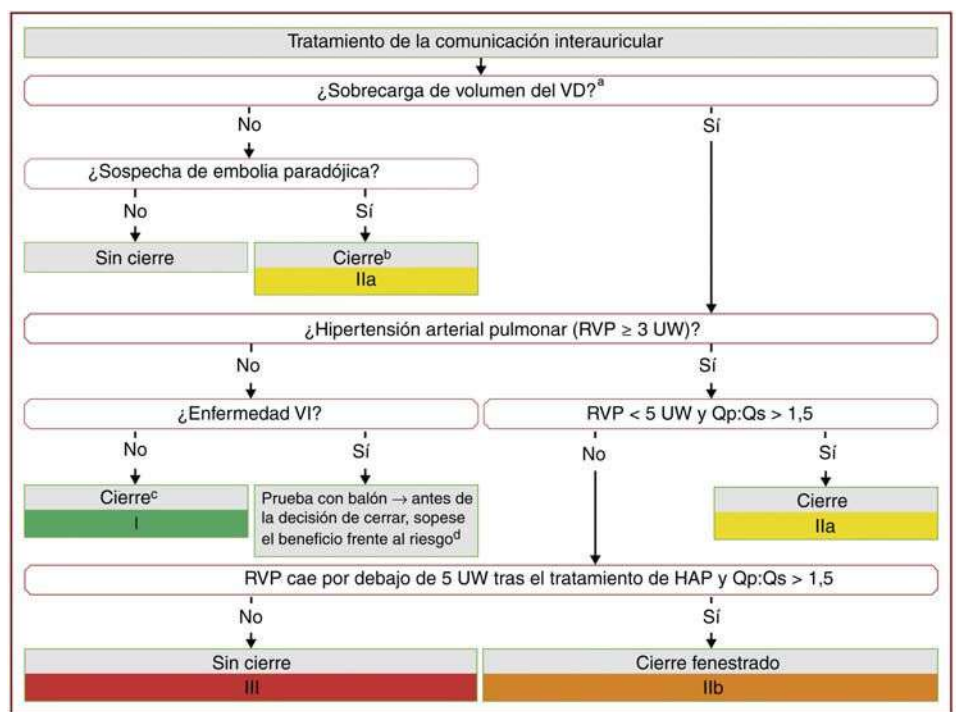 Tratamiento de la comunicación interauricular
¿Sobrecarga de volumen del VD?ᵃ
No
Sí
¿Sospecha de embolia paradójica?
No
Sí
Sin cierre
Cierreᵇ
IIa
¿Hipertensión arterial pulmonar (RVP ≥ 3 UW)?
No
Sí
¿Enfermedad VI?
RVP < 5 UW y Qp:Qs > 1,5
No
Sí
No
Sí
Cierreᶜ
I
Prueba con balón → antes de
la decisión de cerrar, sopese
el beneficio frente al riesgoᵈ
Cierre
IIa
RVP cae por debajo de 5 UW tras el tratamiento de HAP y Qp:Qs > 1,5
No
Sí
Sin cierre
III
Cierre fenestrado
IIb